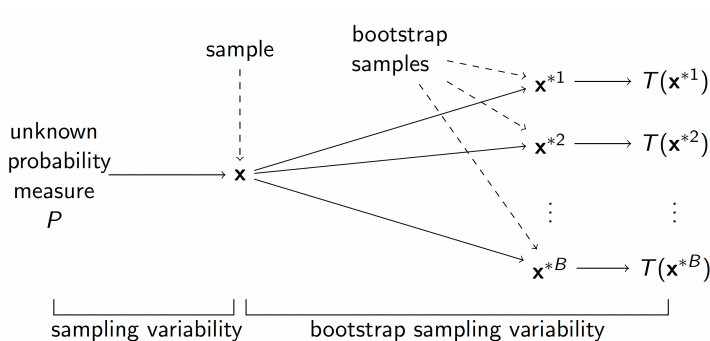 sample
bootstrap
samples
x*1
T(x*1)
unknown
probability
measure
P
x
x*2
T(x*2)
⋮ ⋮
x*B
T(x*B)
sampling variability
bootstrap sampling variability